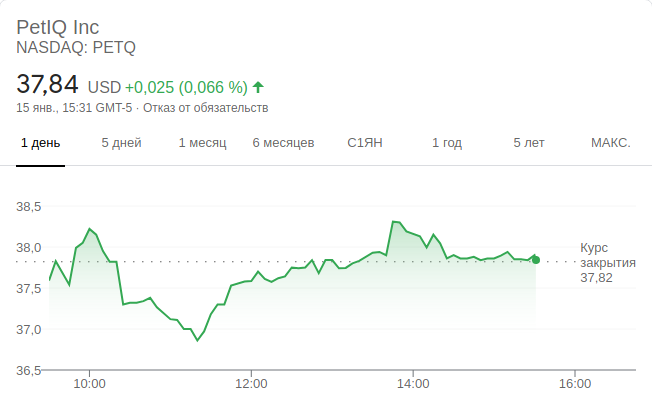 PetIQ Inc
NASDAQ: PETQ
37,84 USD +0,025 (0,066 %)
15 янв., 15:31 GMT-5 · Отказ от обязательств
1 день 5 дней 1 месяц 6 месяцев С1ЯН 1 год 5 лет МАКС.
38,5
38,0
37,5
37,0
36,5
Курс
закрытия
37,82
10:00 12:00 14:00 16:00